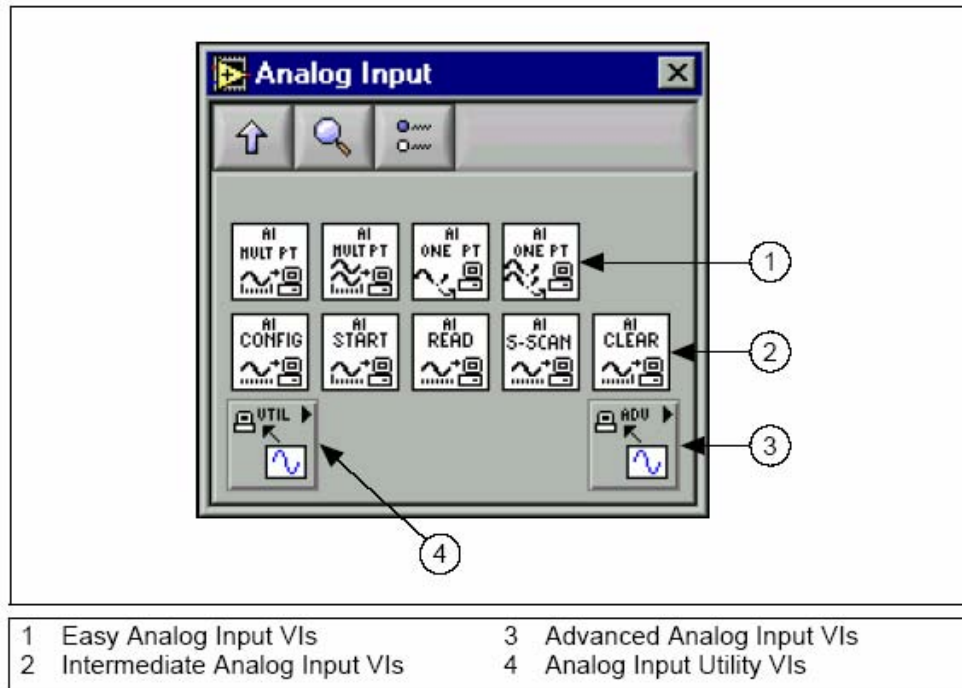 Analog Input
AI MULT PT
AI MULT PT
AI ONE PT
AI ONE PT
1
AI CONFIG
AI START
AI READ
AI S-SCAN
AI CLEAR
2
UTIL
ADV
3
4
1 Easy Analog Input VIs
2 Intermediate Analog Input VIs
3 Advanced Analog Input VIs
4 Analog Input Utility VIs